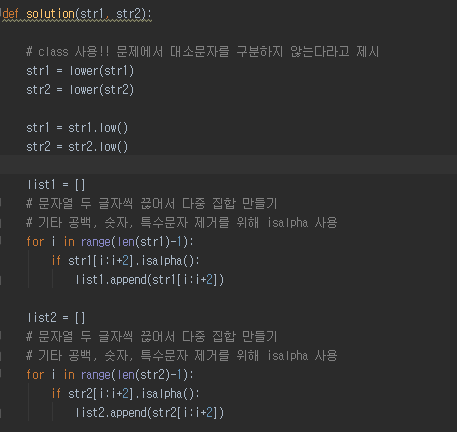 def solution(str1, str2):
# class 사용!! 문제에서 대소문자를 구분하지 않는다라고 제시
str1 = lower(str1)
str2 = lower(str2)
str1 = str1.low()
str2 = str2.low()
list1 = []
# 문자열 두 글자씩 끊어서 다중 집합 만들기
# 기타 공백, 숫자, 특수문자 제거를 위해 isalpha 사용
for i in range(len(str1)-1):
if str1[i:i+2].isalpha():
list1.append(str1[i:i+2])
list2 = []
# 문자열 두 글자씩 끊어서 다중 집합 만들기
# 기타 공백, 숫자, 특수문자 제거를 위해 isalpha 사용
for i in range(len(str2)-1):
if str2[i:i+2].isalpha():
list2.append(str2[i:i+2])